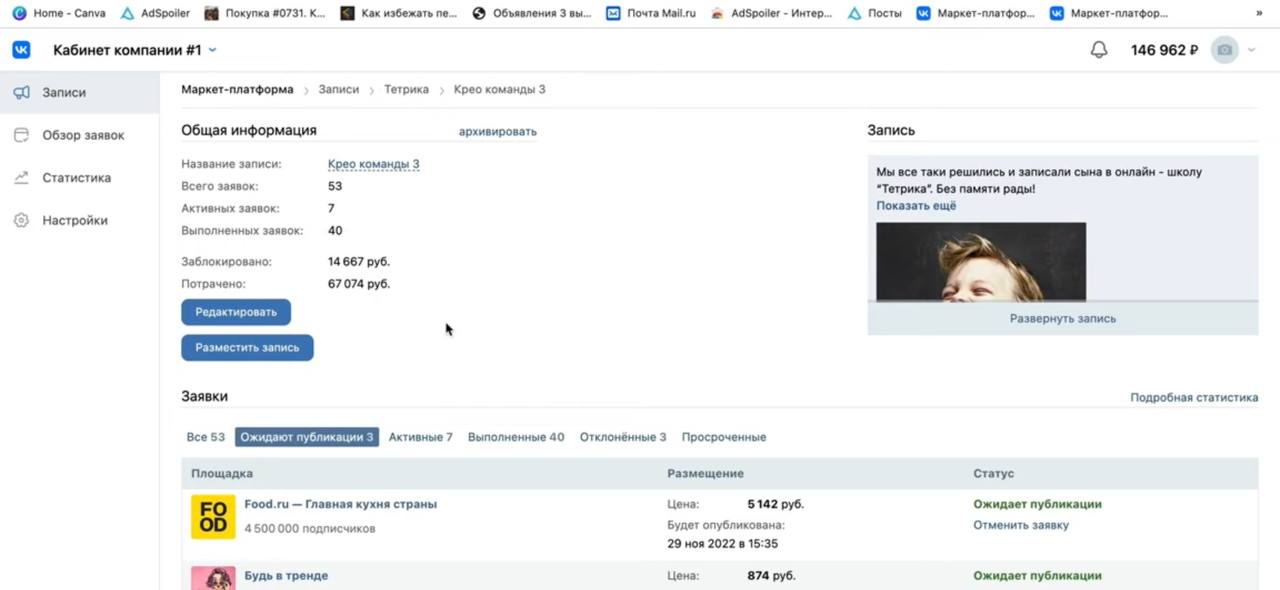 Home - Canva AdSpoiler Покупка #0731. К... Как избежать пе... Объявления 3 вы... Почта Mail.ru AdSpoiler - Интер... Посты Маркет-платфор... Маркет-платфор... »
Кабинет компании #1 146 962 ₽
Записи
Обзор заявок
Статистика
Настройки
Маркет-платформа › Записи › Тетрика › Крео команды 3
Общая информация архивировать
Название записи: Крео команды 3
Всего заявок: 53
Активных заявок: 7
Выполненных заявок: 40
Заблокировано: 14 667 руб.
Потрачено: 67 074 руб.
Редактировать
Разместить запись
Запись
Мы все таки решились и записали сына в онлайн - школу
“Тетрика”. Без памяти рады!
Показать ещё
Развернуть запись
Заявки Подробная статистика
Все 53 Ожидают публикации 3 Активные 7 Выполненные 40 Отклонённые 3 Просроченные
Площадка Размещение Статус
FO
OD
Food.ru — Главная кухня страны
4 500 000 подписчиков
Цена: 5 142 руб.
Будет опубликована:
29 ноя 2022 в 15:35
Ожидает публикации
Отменить заявку
Будь в тренде Цена: 874 руб. Ожидает публикации